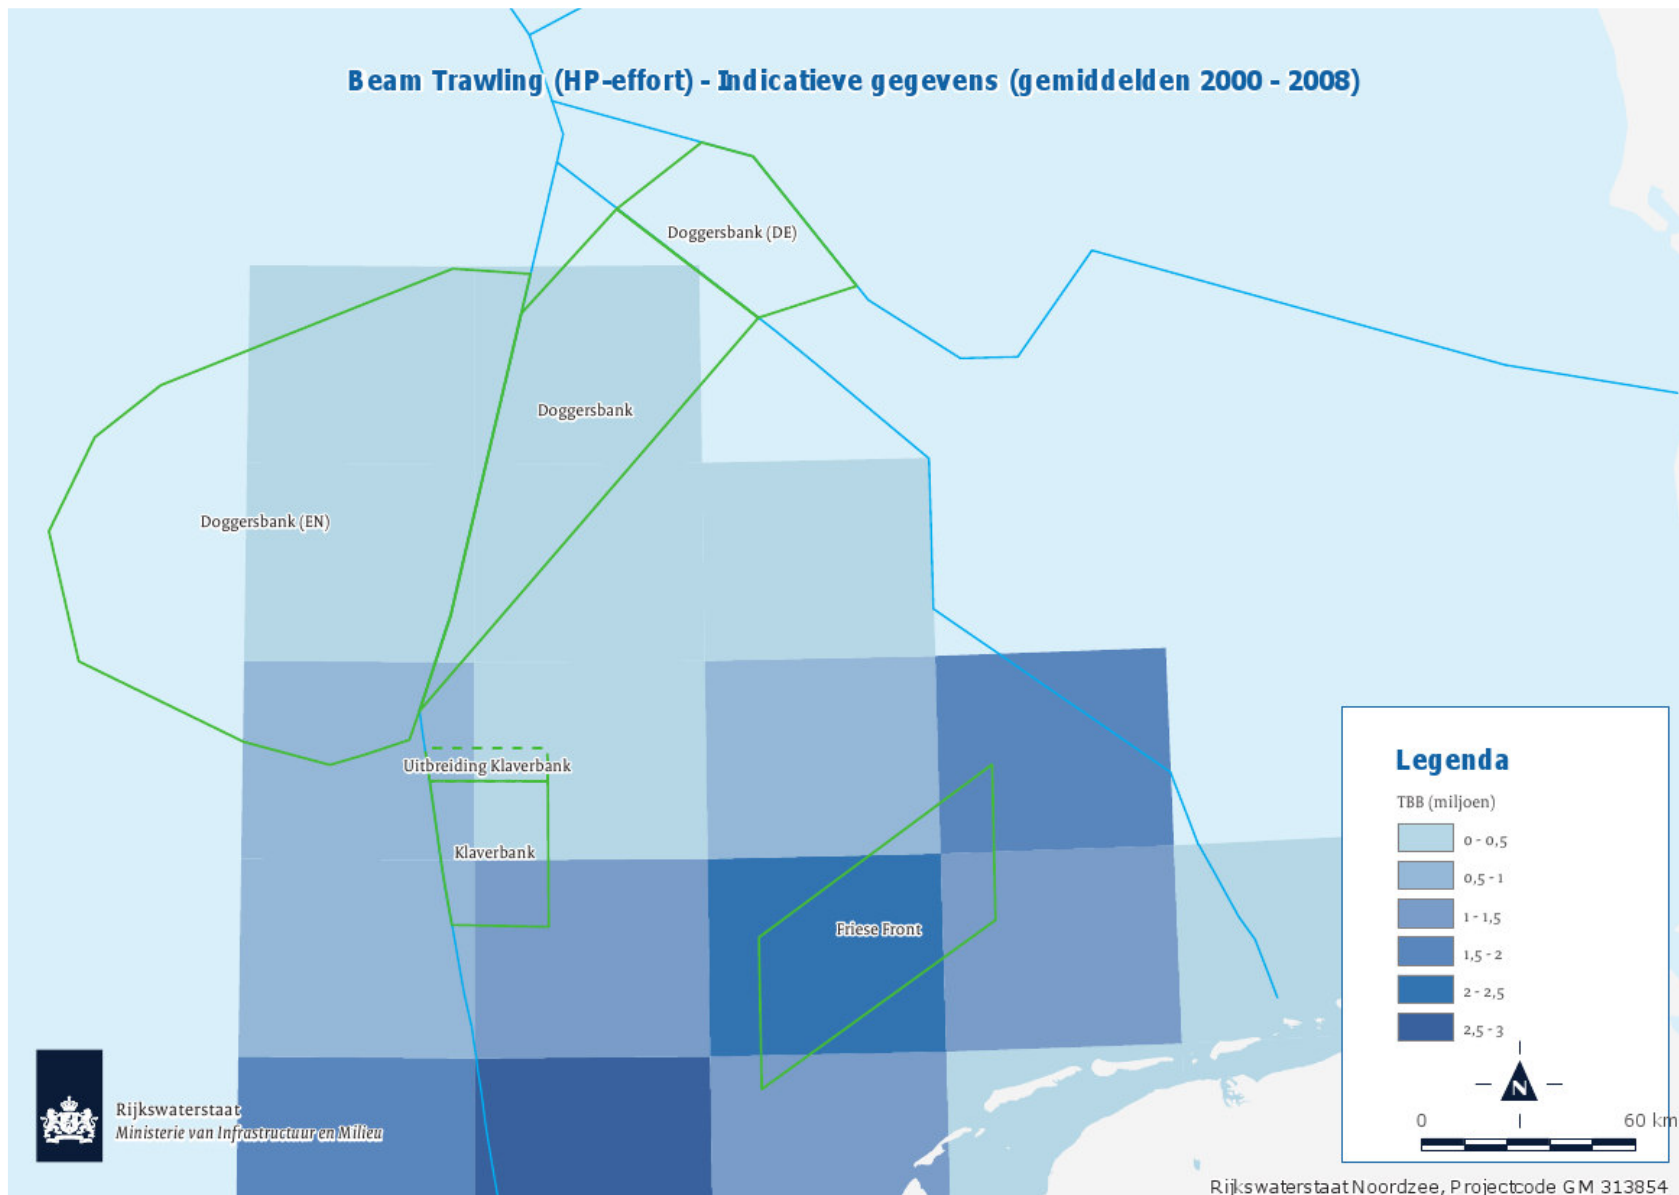 Beam Trawling (HP-effort) - Indicatieve gegevens (gemiddelden 2000 - 2008)
Doggersbank (DE)
Doggersbank
Doggersbank (EN)
Uitbreiding Klaverbank
Klaverbank
Friese Front
Legenda
TBB (miljoen)
0 - 0,5
0,5 - 1
1 - 1,5
1,5 - 2
2 - 2,5
2,5 - 3
N
0 60 km
Rijkswaterstaat
Ministerie van Infrastructuur en Milieu
Rijkswaterstaat Noordzee, Projectcode GM 313854